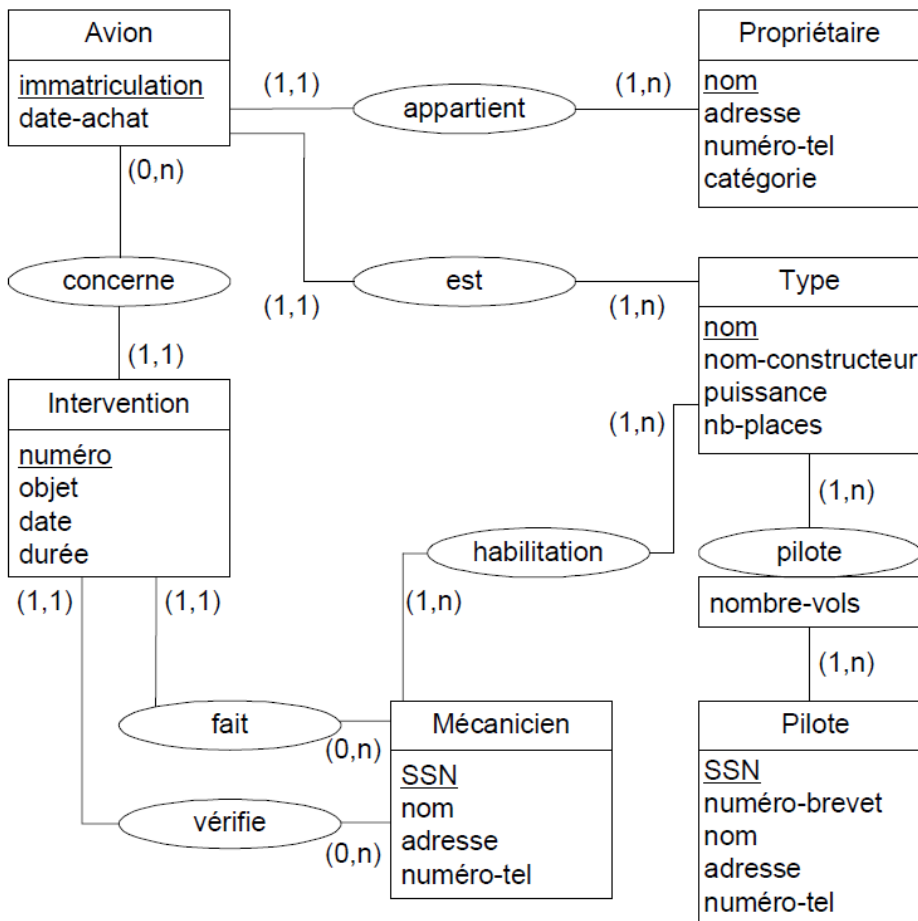 Avion
immatriculation
date-achat
(1,1)
appartient
(1,n)
Propriétaire
nom
adresse
numéro-tel
catégorie
(0,n)
concerne
(1,1)
(1,1)
est
(1,n)
Type
nom
nom-constructeur
puissance
nb-places
Intervention
numéro
objet
date
durée
(1,n)
(1,n)
habilitation
pilote
nombre-vols
(1,1)
(1,1)
(1,n)
(1,n)
fait
(0,n)
vérifie
(0,n)
Mécanicien
SSN
nom
adresse
numéro-tel
Pilote
SSN
numéro-brevet
nom
adresse
numéro-tel